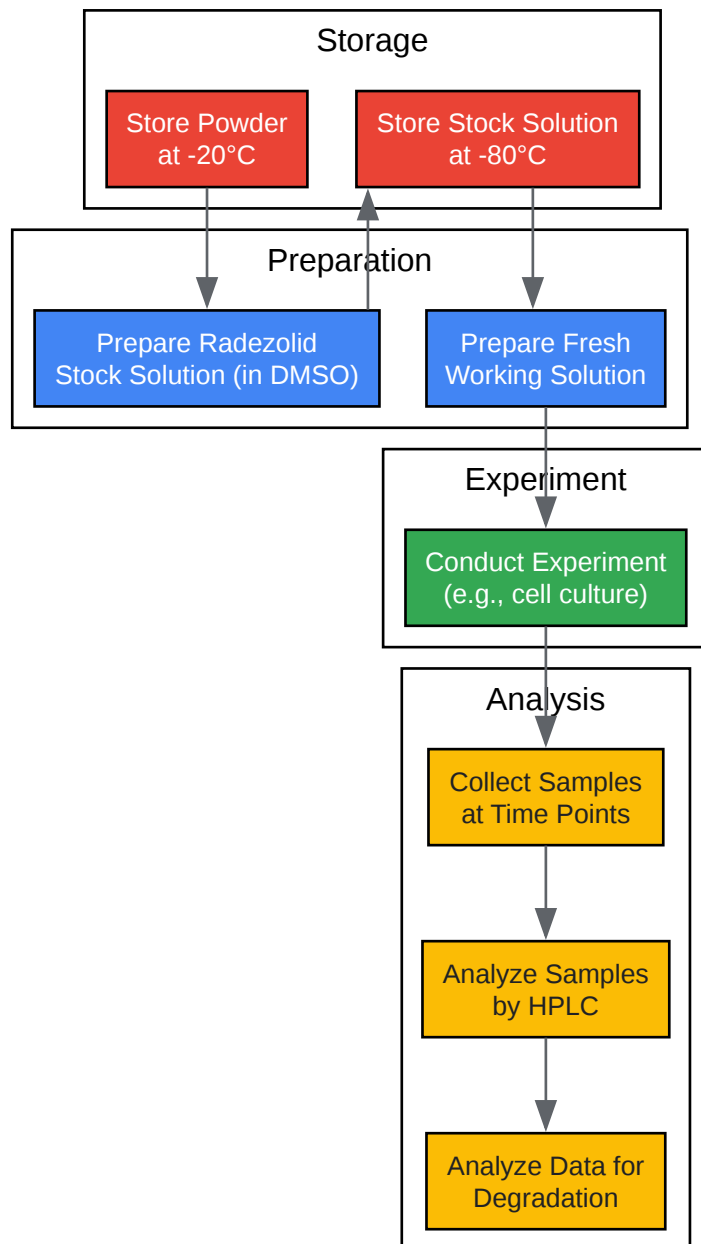 Storage
Store Powder
at -20°C
Store Stock Solution
at -80°C
Preparation
Prepare Radezolid
Stock Solution (in DMSO)
Prepare Fresh
Working Solution
Experiment
Conduct Experiment
(e.g., cell culture)
Analysis
Collect Samples
at Time Points
Analyze Samples
by HPLC
Analyze Data for
Degradation